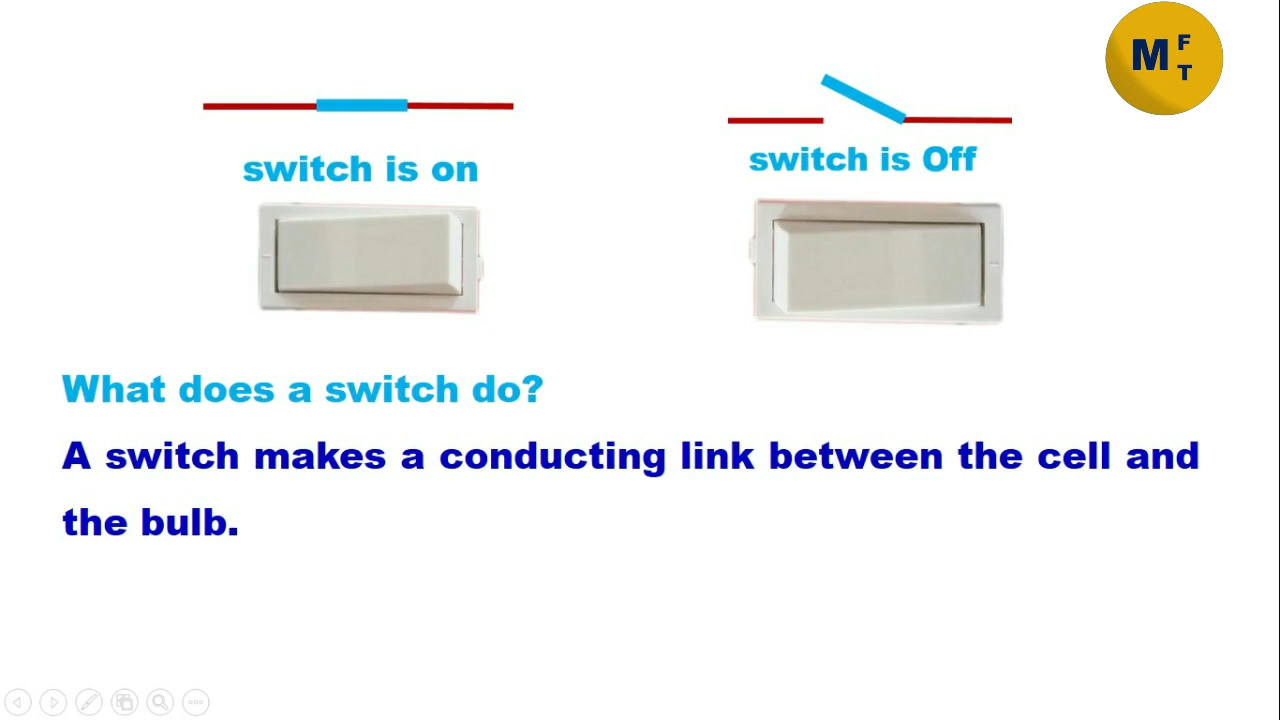 M F T
switch is on
switch is Off
What does a switch do?
A switch makes a conducting link between the cell and
the bulb.